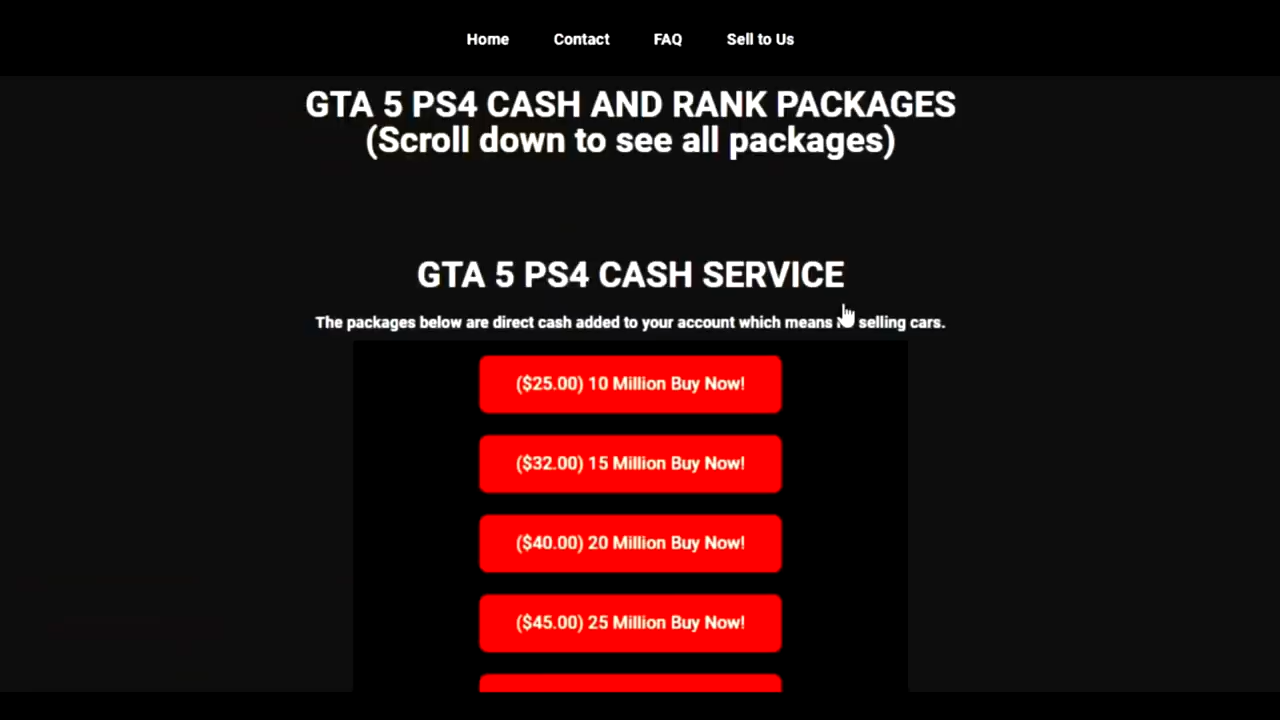 Home Contact FAQ Sell to Us
GTA 5 PS4 CASH AND RANK PACKAGES
(Scroll down to see all packages)
GTA 5 PS4 CASH SERVICE
The packages below are direct cash added to your account which means selling cars.
($25.00) 10 Million Buy Now!
($32.00) 15 Million Buy Now!
($40.00) 20 Million Buy Now!
($45.00) 25 Million Buy Now!